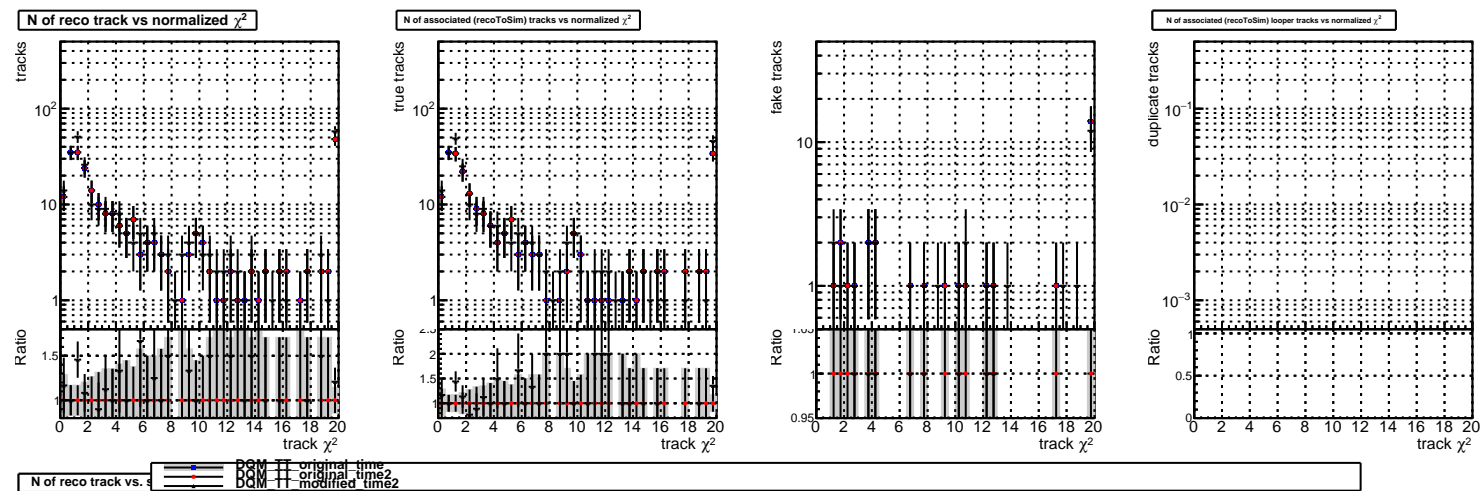 N of reco track vs normalized χ²
N of associated (recoToSim) tracks vs normalized χ²
N of associated (recoToSim) looper tracks vs normalized χ²
tracks
10²
10
1
Ratio
1.5
1
0 2 4 6 8 10 12 14 16 18 20
track χ²
true tracks
10²
10
1
Ratio
2.5
2
1.5
1
0 2 4 6 8 10 12 14 16 18 20
track χ²
fake tracks
10
1
Ratio
1.05
1
0.95
0 2 4 6 8 10 12 14 16 18 20
track χ²
duplicate tracks
10⁻¹
10⁻²
10⁻³
Ratio
1
0.5
0
0 2 4 6 8 10 12 14 16 18 20
track χ²
N of reco track vs. s
DQM_TT_original_time
DQM_TT_original_time2
DQM_TT_modified_time2